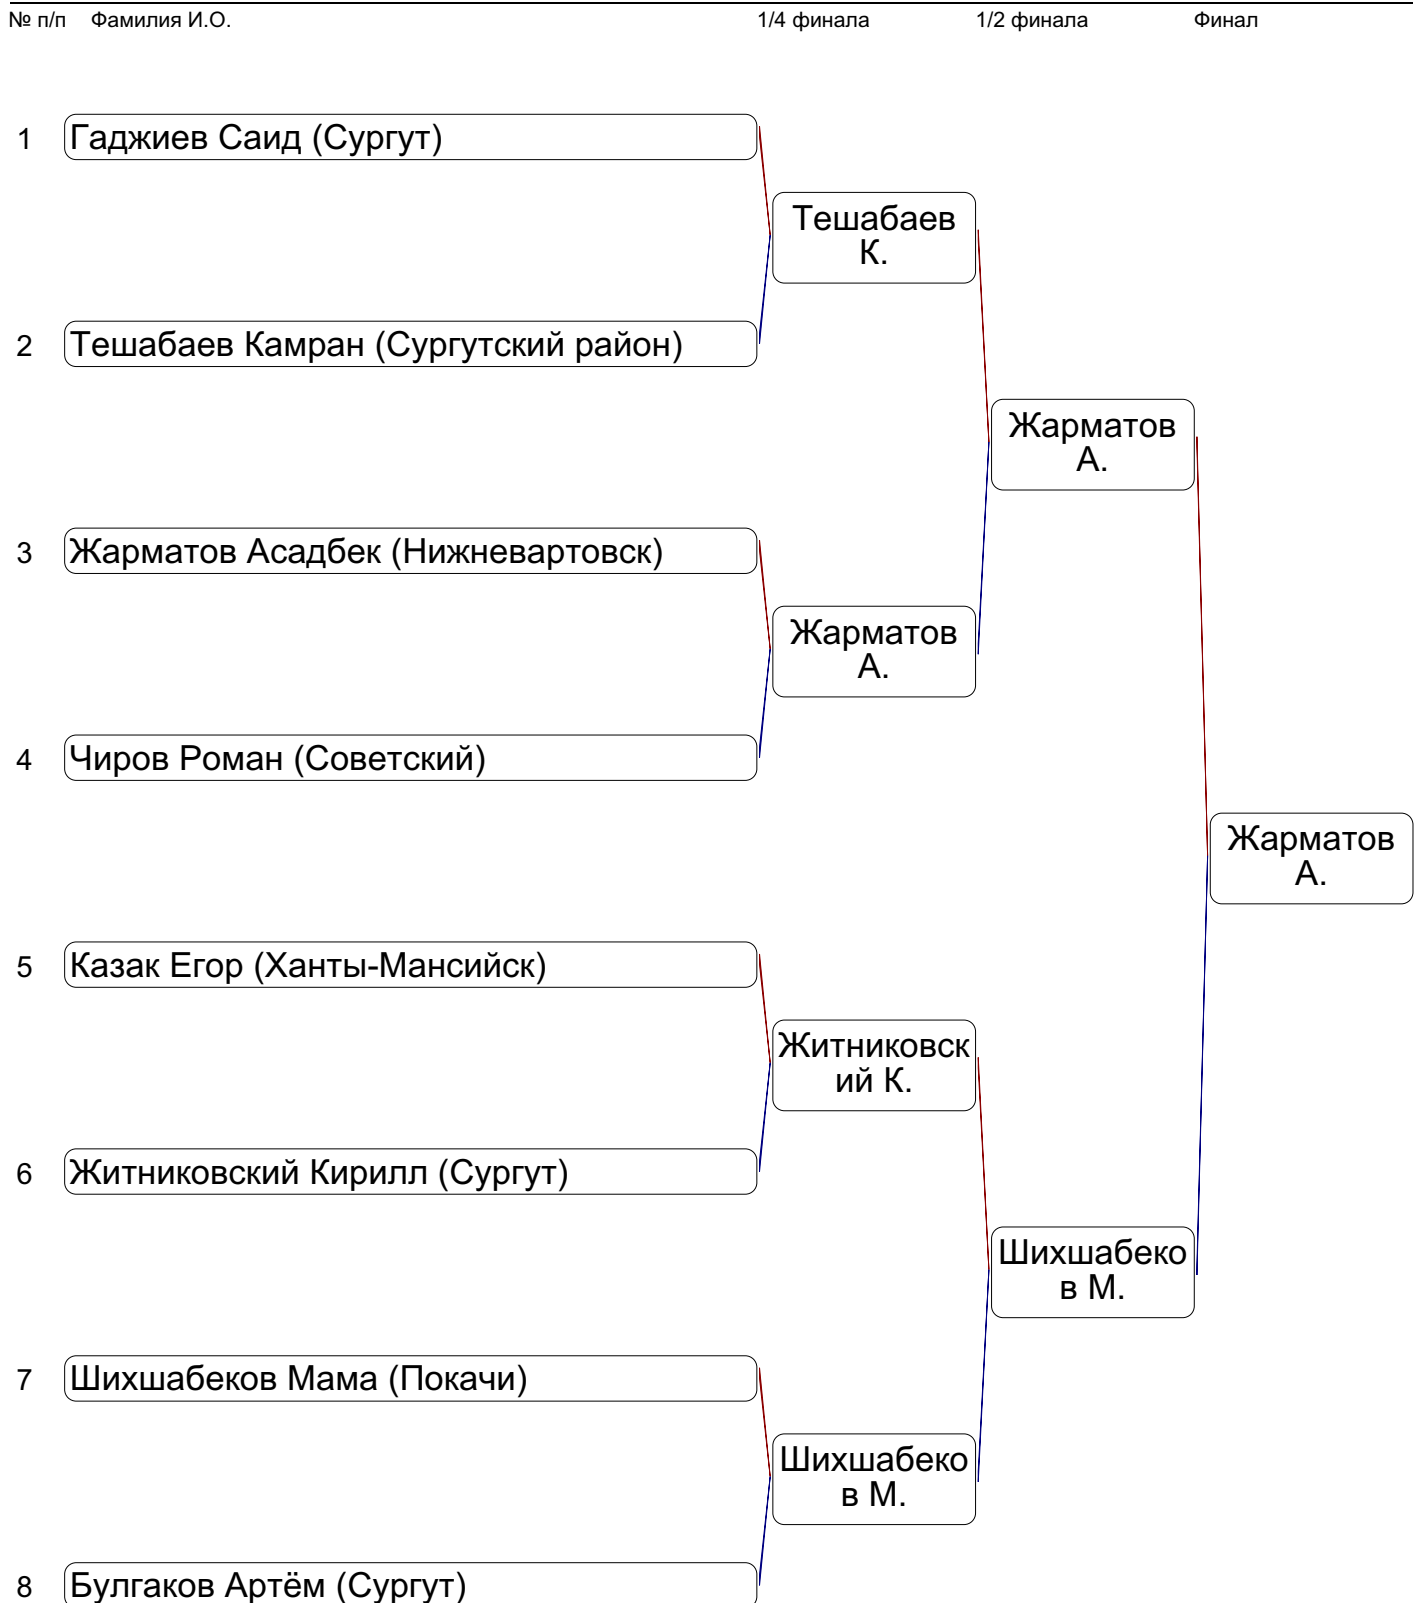 № п/п Фамилия И.О. 1/4 финала 1/2 финала Финал
1 Гаджиев Саид (Сургут)
Тешабаев
К.
2 Тешабаев Камран (Сургутский район)
Жарматов
А.
3 Жарматов Асадбек (Нижневартовск)
Жарматов
А.
4 Чиров Роман (Советский)
Жарматов
А.
5 Казак Егор (Ханты-Мансийск)
Житниковск
ий К.
6 Житниковский Кирилл (Сургут)
Шихшабеко
в М.
7 Шихшабеков Мама (Покачи)
Шихшабеко
в М.
8 Булгаков Артём (Сургут)